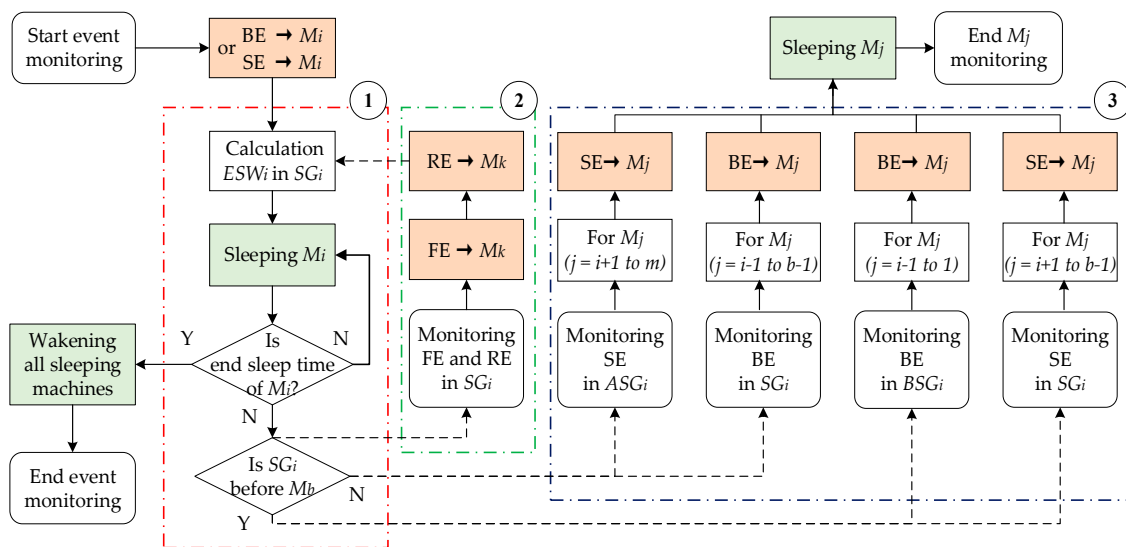 Start event
monitoring
or
BE → Mi
SE → Mi
Sleeping Mj
End Mj
monitoring
1
2
3
Calculation
ESWi in SGi
RE → Mk
SE→ Mj
BE→ Mj
BE→ Mj
SE→ Mj
Sleeping Mi
FE → Mk
For Mj
(j = i+1 to m)
For Mj
(j = i-1 to b-1)
For Mj
(j = i-1 to 1)
For Mj
(j = i+1 to b-1)
Wakening
all sleeping
machines
Y
Is
end sleep time
of Mi?
N
N
Monitoring
FE and RE
in SGi
Monitoring
SE
in ASGi
Monitoring
BE
in SGi
Monitoring
BE
in BSGi
Monitoring
SE
in SGi
End event
monitoring
Is SGi
before Mb
N
Y